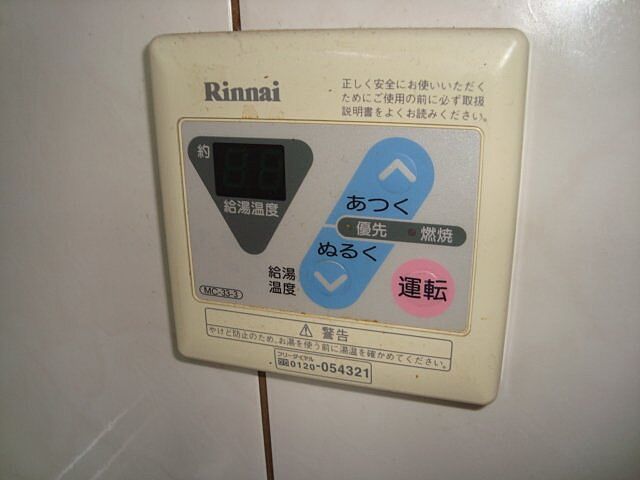 Rinnai
正しく安全にお使いいただく
ためにご使用の前に必ず取扱
説明書をよくお読みください。
約
給湯温度
あつく
優先 燃焼
ぬるく
給湯
温度
運転
MC-33-3
警告
やけど防止のため、お湯を使う前に湯温を確かめてください。
フリーダイヤル
0120-054321